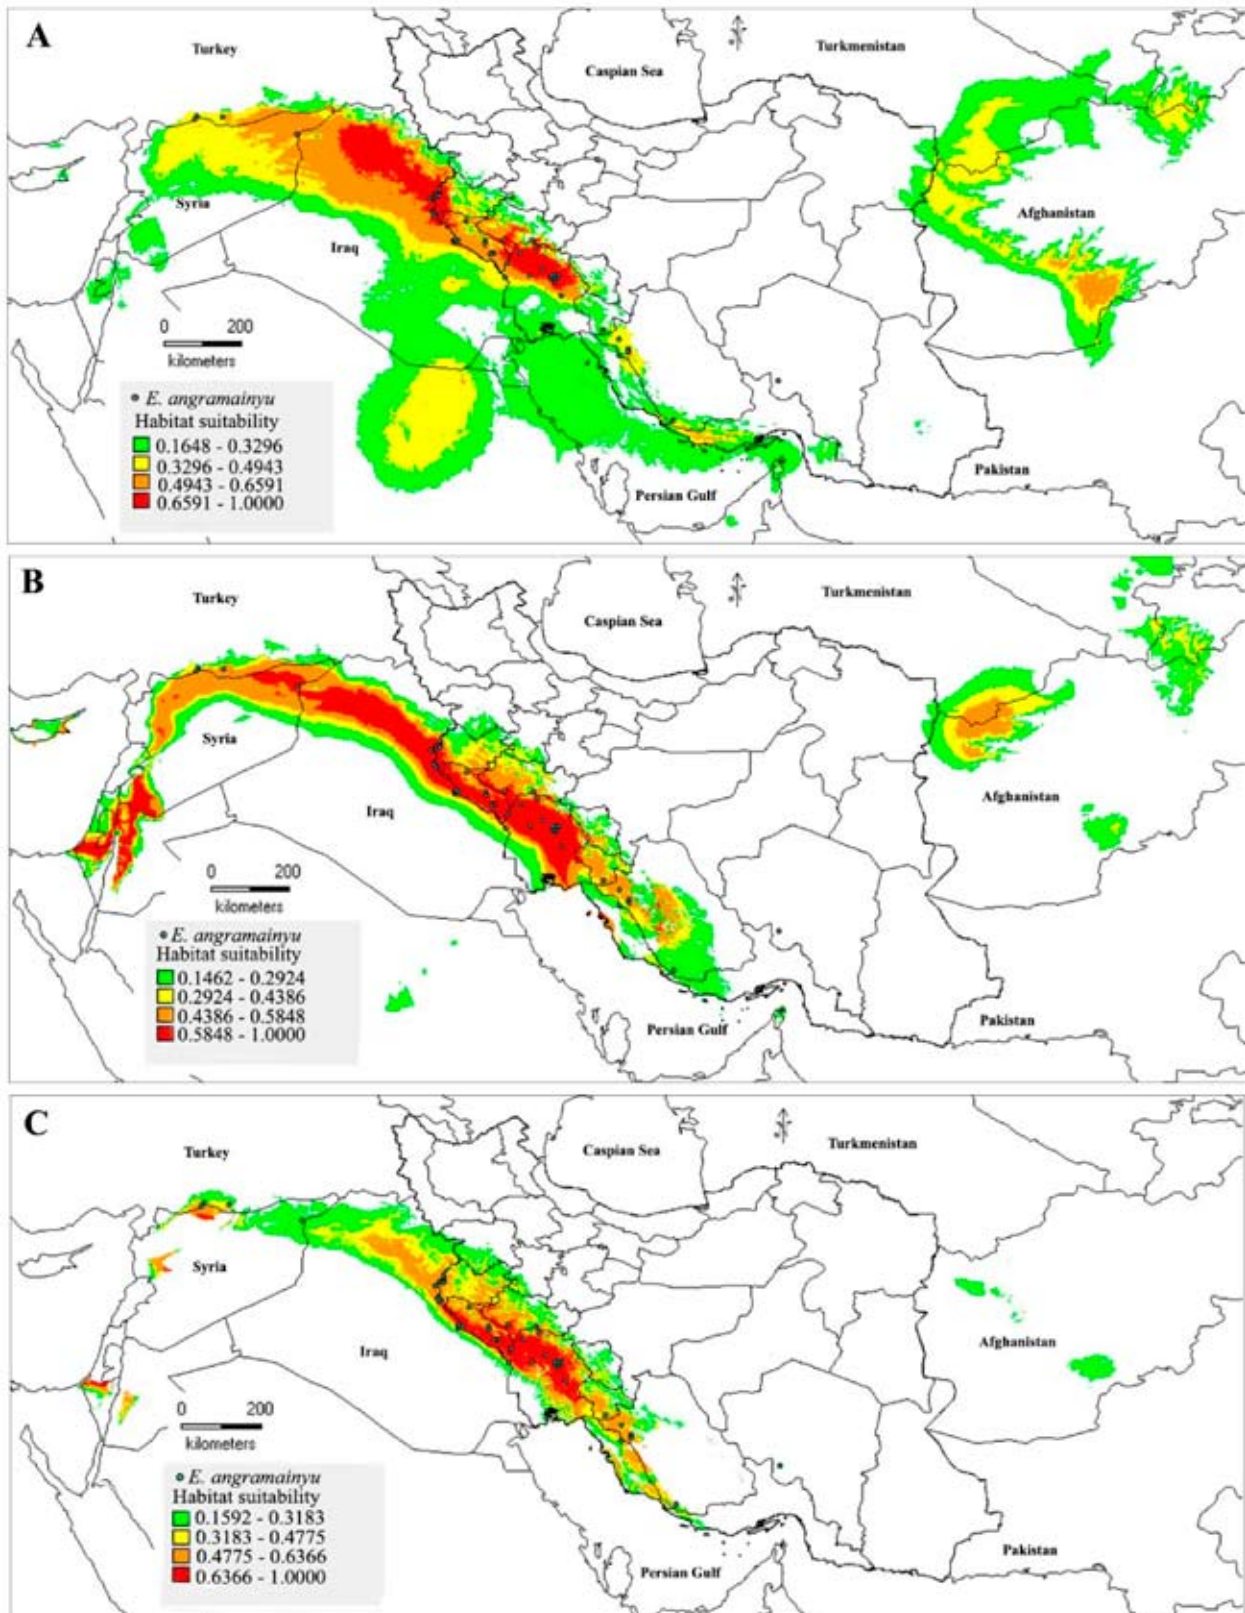 A
Turkey
Caspian Sea
Turkmenistan
Syria
Iraq
Afghanistan
0 200
kilometers
E. angramainyu
Habitat suitability
0.1648 - 0.3296
0.3296 - 0.4943
0.4943 - 0.6591
0.6591 - 1.0000
Persian Gulf
Pakistan
B
Turkey
Caspian Sea
Turkmenistan
Syria
Iraq
Afghanistan
0 200
kilometers
E. angramainyu
Habitat suitability
0.1462 - 0.2924
0.2924 - 0.4386
0.4386 - 0.5848
0.5848 - 1.0000
Persian Gulf
Pakistan
C
Turkey
Caspian Sea
Turkmenistan
Syria
Iraq
Afghanistan
0 200
kilometers
E. angramainyu
Habitat suitability
0.1592 - 0.3183
0.3183 - 0.4775
0.4775 - 0.6366
0.6366 - 1.0000
Persian Gulf
Pakistan